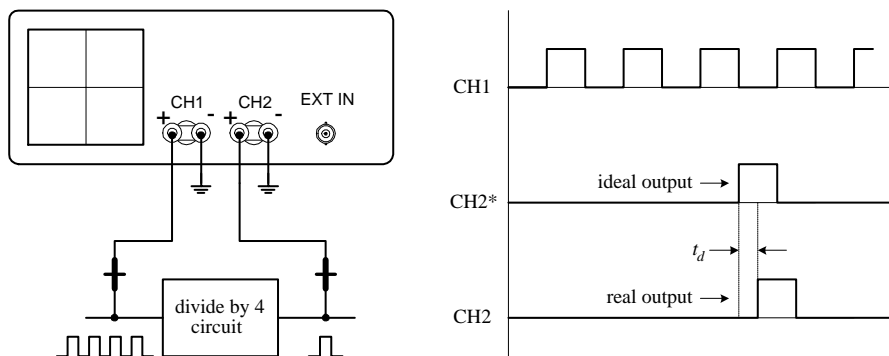 CH1 CH2 EXT IN
+ - + -
divide by 4
circuit
CH1
ideal output
CH2*
t_d
real output
CH2